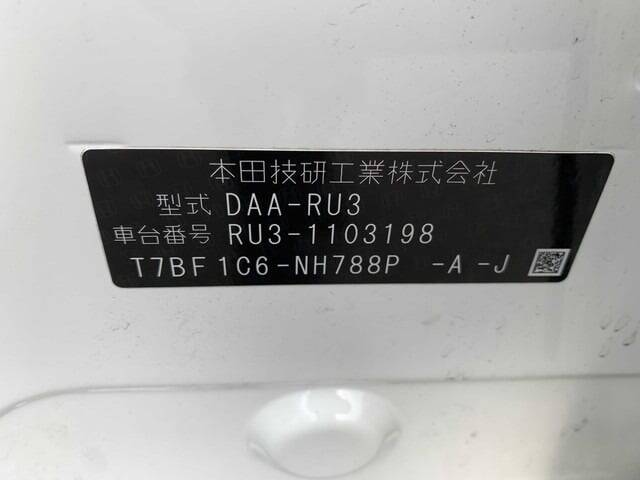 本田技研工業株式会社
型式 DAA-RU3
車台番号 RU3-1103198
T7BF1C6-NH788P -A -J